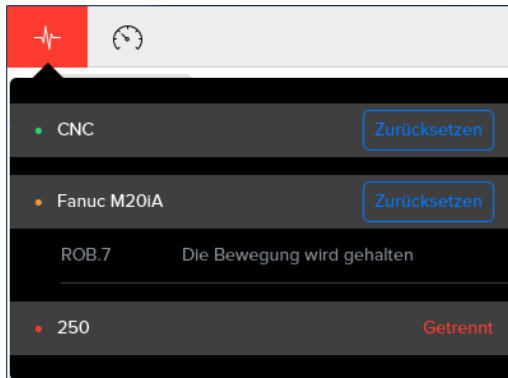 CNC Zurücksetzen
Fanuc M20iA Zurücksetzen
ROB.7 Die Bewegung wird gehalten
250 Getrennt